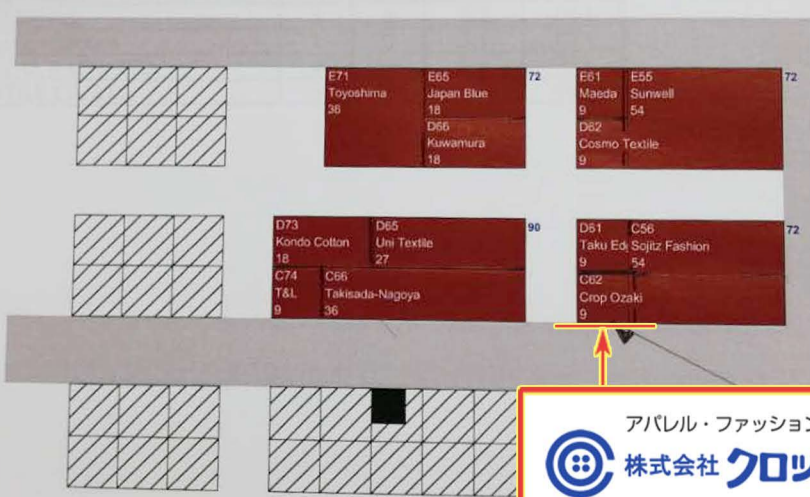 E71
Toyoshima
36
E65
Japan Blue
18
D66
Kuwamura
18
72
E61
Maeda
9
E55
Sunwell
54
D62
Cosmo Textile
9
72
D73
Kondo Cotton
18
D65
Uni Textile
27
C74
T&L
9
C66
Takisada-Nagoya
36
90
D61
Taku Ed
9
C56
Sojitz Fashion
54
C62
Crop Ozaki
9
72
アパレル・ファッション
株式会社 クロッ